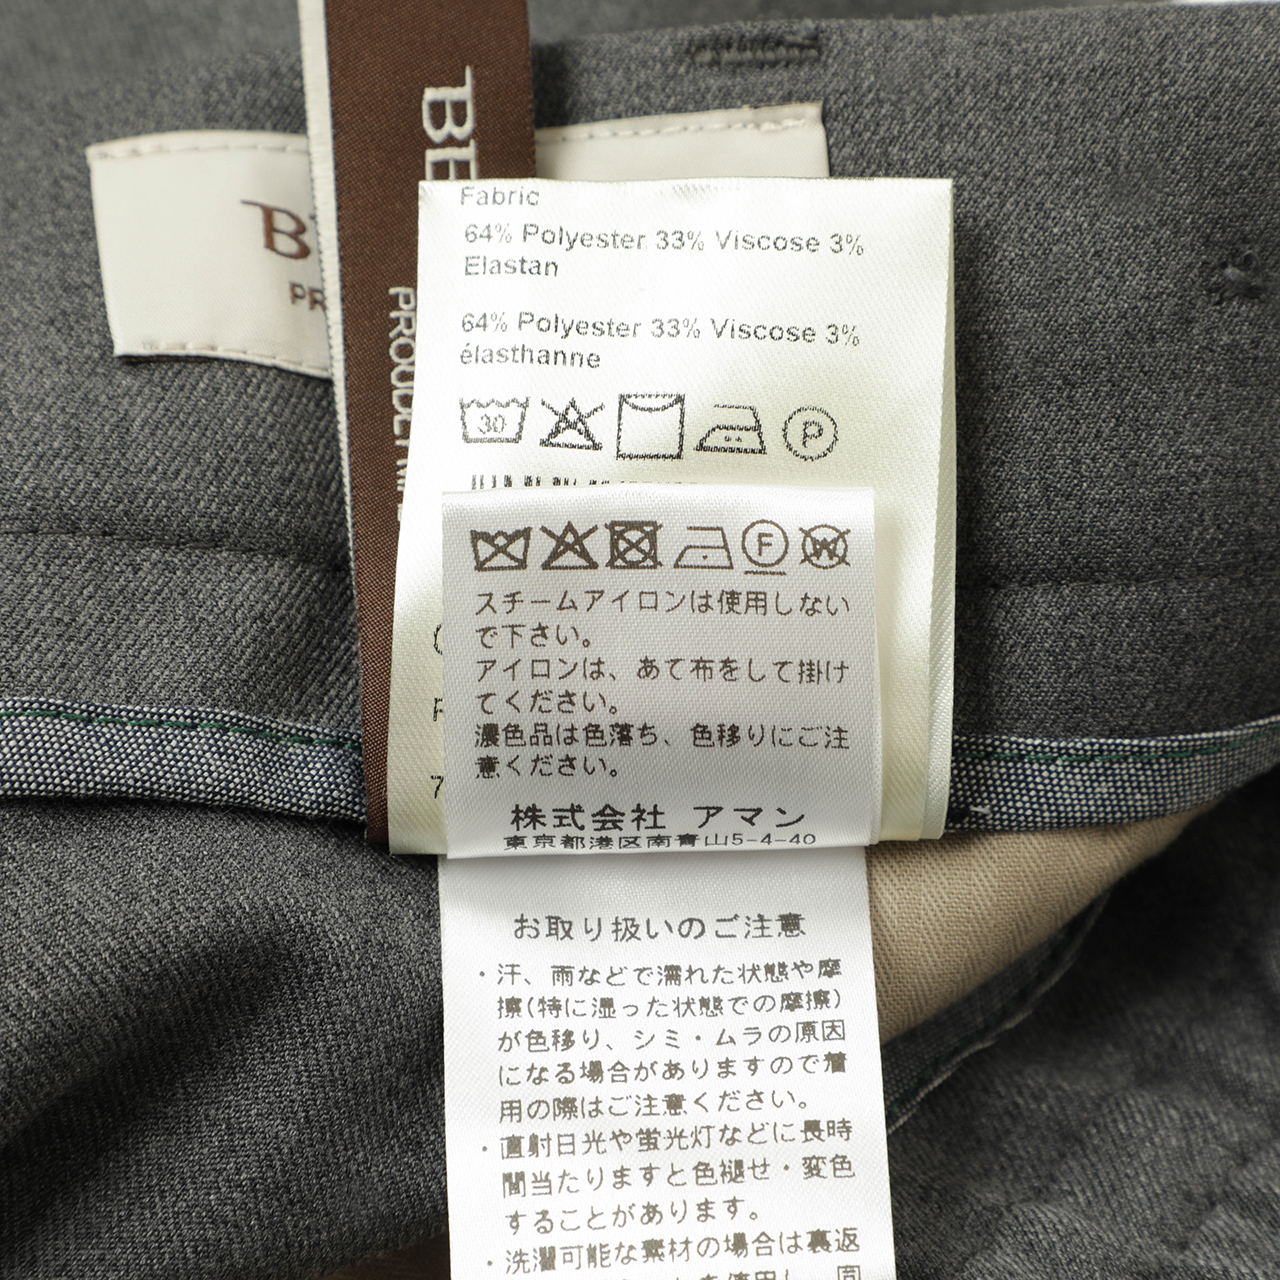 Fabric
64% Polyester 33% Viscose 3%
Elastan
64% Polyester 33% Viscose 3%
élasthanne
30
P
F
W
スチームアイロンは使用しない
で下さい。
アイロンは、あて布をして掛け
てください。
濃色品は色落ち、色移りにご注
意ください。
株式会社 アマン
東京都港区南青山5-4-40
お取り扱いのご注意
・汗、雨などで濡れた状態や摩
擦(特に湿った状態での摩擦)
が色移り、シミ・ムラの原因
になる場合がありますので着
用の際はご注意ください。
・直射日光や蛍光灯などに長時
間当たりますと色褪せ・変色
することがあります。
・洗濯可能な素材の場合は裏返